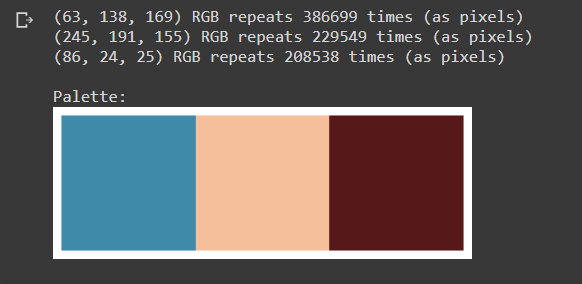 (63, 138, 169) RGB repeats 386699 times (as pixels)
(245, 191, 155) RGB repeats 229549 times (as pixels)
(86, 24, 25) RGB repeats 208538 times (as pixels)
Palette: